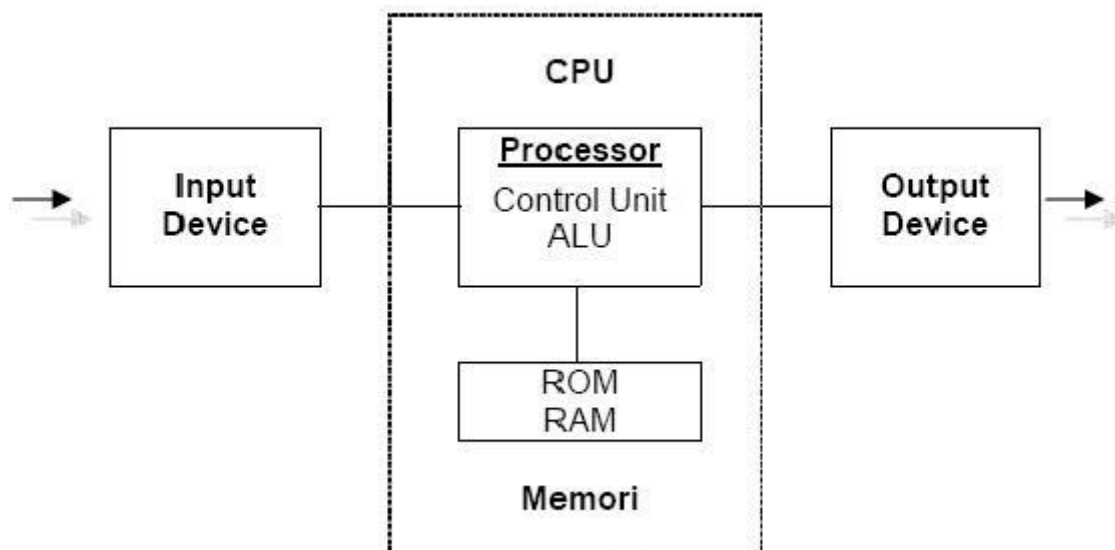 CPU
Input
Device
Processor
Control Unit
ALU
Output
Device
ROM
RAM
Memori